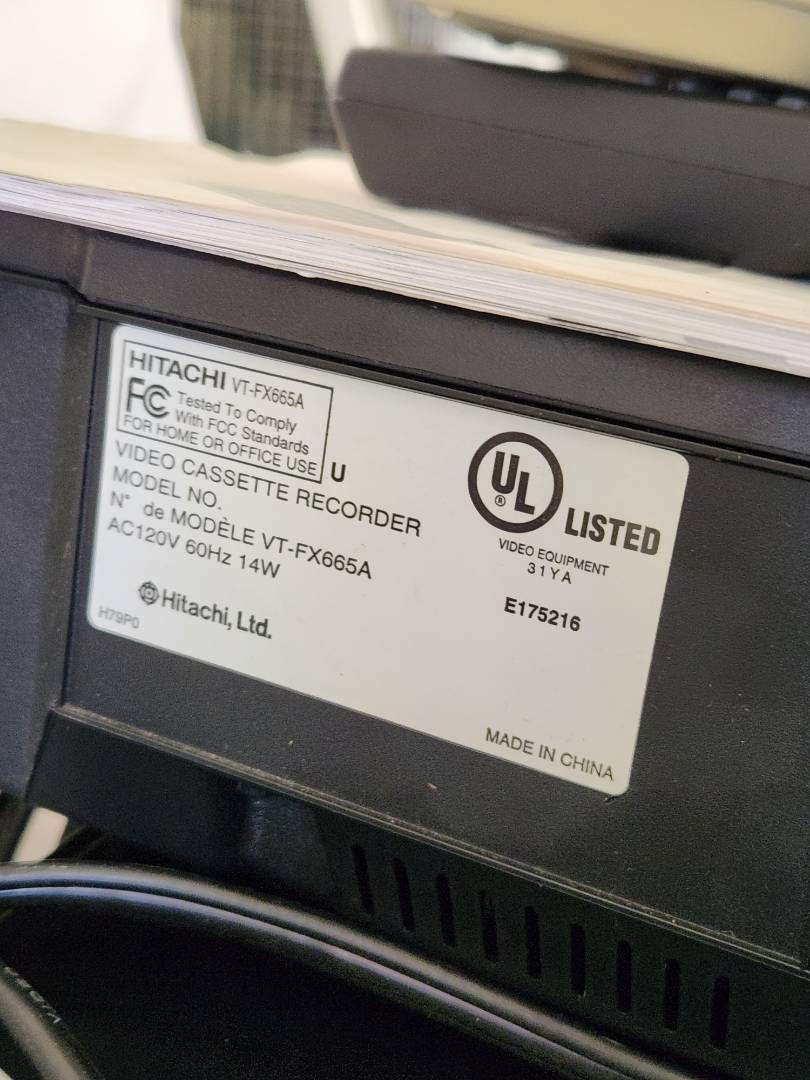 HITACHI VT-FX665A
FC Tested To Comply
With FCC Standards
FOR HOME OR OFFICE USE U
VIDEO CASSETTE RECORDER
MODEL NO.
N° de MODÈLE VT-FX665A
AC120V 60Hz 14W
Hitachi, Ltd.
H79P0
UL ® LISTED
VIDEO EQUIPMENT
31YA
E175216
MADE IN CHINA